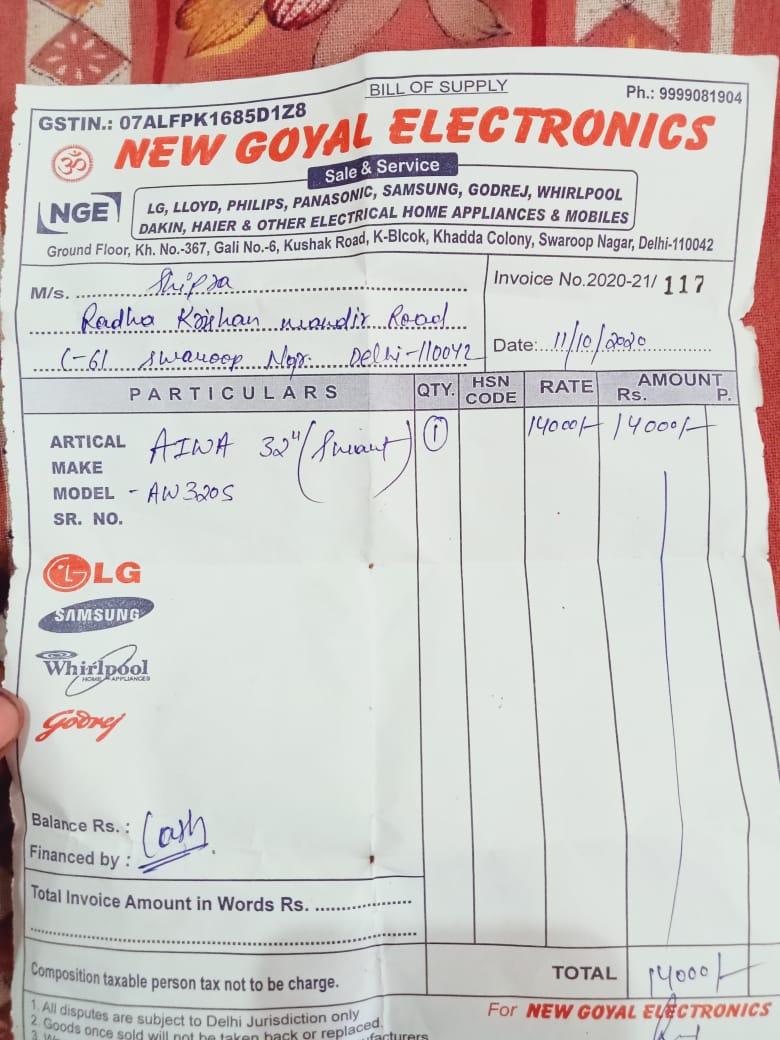 BILL OF SUPPLY
GSTIN.: 07ALFPK1685D1Z8
Ph.: 9999081904
ॐ
NEW GOYAL ELECTRONICS
Sale & Service
NGE
LG, LLOYD, PHILIPS, PANASONIC, SAMSUNG, GODREJ, WHIRLPOOL
DAKIN, HAIER & OTHER ELECTRICAL HOME APPLIANCES & MOBILES
Ground Floor, Kh. No.-367, Gali No.-6, Kushak Road, K-Blcok, Khadda Colony, Swaroop Nagar, Delhi-110042
M/s. Shipra
Radha Krishan mandir Road
C-61 Swaroop Ngr. Delhi-110042
Invoice No.2020-21/ 117
Date: 11/10/2020
PARTICULARS QTY. HSN CODE RATE AMOUNT Rs. P.
ARTICAL AIWA 32" (Smart) 1 14000/- 14000/-
MAKE
MODEL - AW320S
SR. NO.
LG
SAMSUNG
Whirlpool
HOME APPLIANCES
Godrej
Balance Rs. : Cash
Financed by :
Total Invoice Amount in Words Rs.
Composition taxable person tax not to be charge.
TOTAL 14000/-
1. All disputes are subject to Delhi Jurisdiction only
2. Goods once sold will not be taken back or replaced.
For NEW GOYAL ELECTRONICS